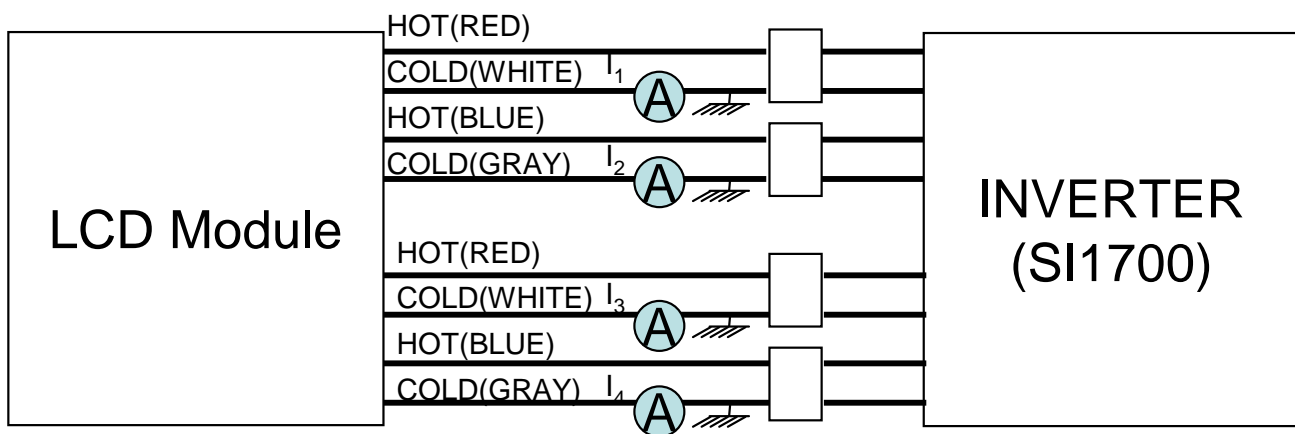 HOT(RED)
COLD(WHITE) I1
A
HOT(BLUE)
COLD(GRAY) I2
A
LCD Module
INVERTER
(SI1700)
HOT(RED)
COLD(WHITE) I3
A
HOT(BLUE)
COLD(GRAY) I4
A